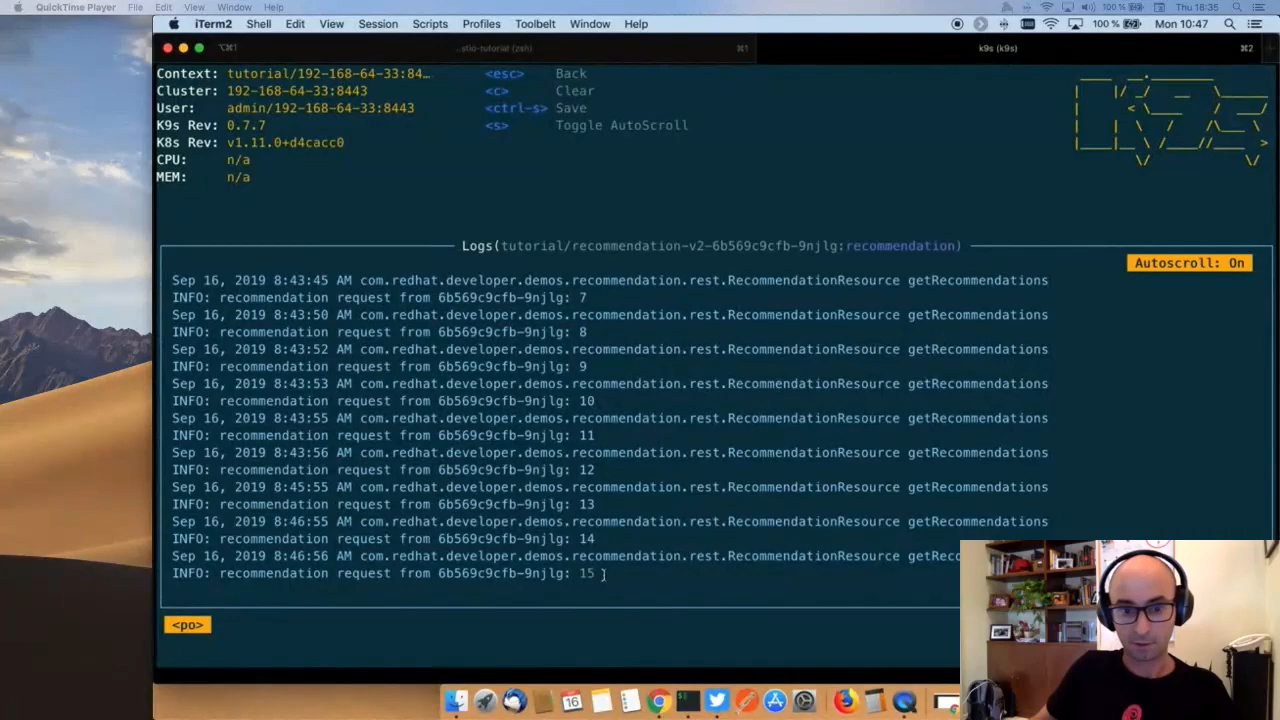 QuickTime Player File Edit View Window Help 100 % Thu 18:35
iTerm2 Shell Edit View Session Scripts Profiles Toolbelt Window Help 100 % Mon 10:47
⌥⌘1 ..stio-tutorial (zsh) ⌘1 k9s (k9s) ⌘2
Context: tutorial/192-168-64-33:84… <esc> Back
Cluster: 192-168-64-33:8443 <c> Clear
User: admin/192-168-64-33:8443 <ctrl-s> Save
K9s Rev: 0.7.7 <s> Toggle AutoScroll
K8s Rev: v1.11.0+d4cacc0
CPU: n/a
MEM: n/a
Logs(tutorial/recommendation-v2-6b569c9cfb-9njlg:recommendation)
Autoscroll: On
Sep 16, 2019 8:43:45 AM com.redhat.developer.demos.recommendation.rest.RecommendationResource getRecommendations
INFO: recommendation request from 6b569c9cfb-9njlg: 7
Sep 16, 2019 8:43:50 AM com.redhat.developer.demos.recommendation.rest.RecommendationResource getRecommendations
INFO: recommendation request from 6b569c9cfb-9njlg: 8
Sep 16, 2019 8:43:52 AM com.redhat.developer.demos.recommendation.rest.RecommendationResource getRecommendations
INFO: recommendation request from 6b569c9cfb-9njlg: 9
Sep 16, 2019 8:43:53 AM com.redhat.developer.demos.recommendation.rest.RecommendationResource getRecommendations
INFO: recommendation request from 6b569c9cfb-9njlg: 10
Sep 16, 2019 8:43:55 AM com.redhat.developer.demos.recommendation.rest.RecommendationResource getRecommendations
INFO: recommendation request from 6b569c9cfb-9njlg: 11
Sep 16, 2019 8:43:56 AM com.redhat.developer.demos.recommendation.rest.RecommendationResource getRecommendations
INFO: recommendation request from 6b569c9cfb-9njlg: 12
Sep 16, 2019 8:45:55 AM com.redhat.developer.demos.recommendation.rest.RecommendationResource getRecommendations
INFO: recommendation request from 6b569c9cfb-9njlg: 13
Sep 16, 2019 8:46:55 AM com.redhat.developer.demos.recommendation.rest.RecommendationResource getRecommendations
INFO: recommendation request from 6b569c9cfb-9njlg: 14
Sep 16, 2019 8:46:56 AM com.redhat.developer.demos.recommendation.rest.RecommendationResource getReco
INFO: recommendation request from 6b569c9cfb-9njlg: 15
<po>
16